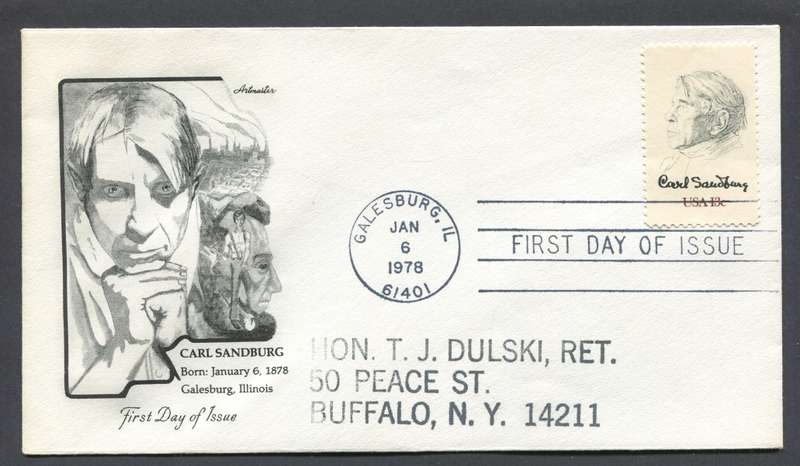 Artmaster
Carl Sandburg
USA 13c
GALESBURG, IL
JAN
6
1978
61401
FIRST DAY OF ISSUE
CARL SANDBURG
Born: January 6, 1878
Galesburg, Illinois
First Day of Issue
HON. T. J. DULSKI, RET.
50 PEACE ST.
BUFFALO, N. Y. 14211